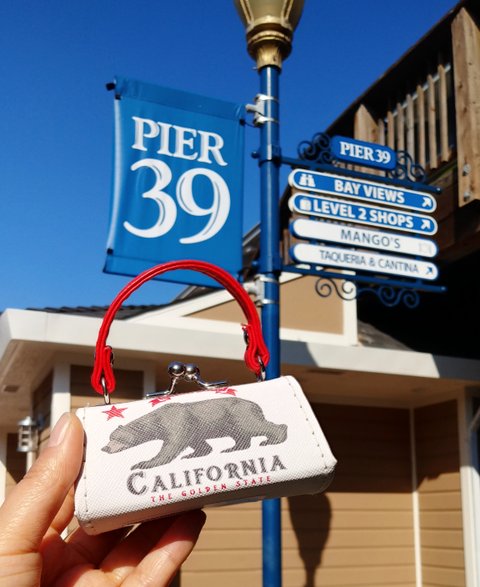 PIER
39
PIER 39
BAY VIEWS
LEVEL 2 SHOPS
MANGO'S
TAQUERIA & CANTINA
CALIFORNIA
THE GOLDEN STATE